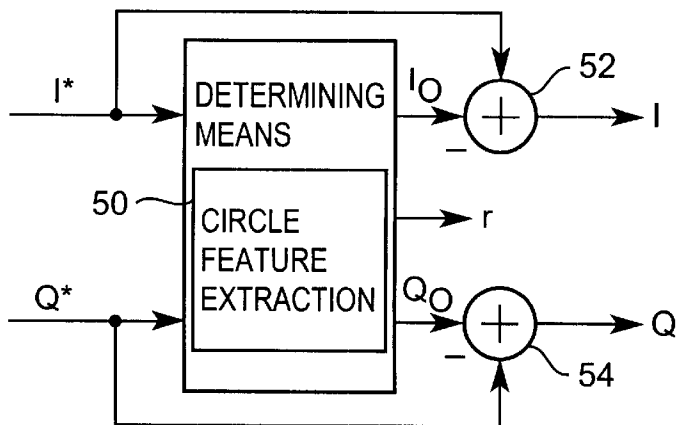 52
I*
DETERMINING
MEANS
I_O
+
−
I
50
CIRCLE
FEATURE
EXTRACTION
r
Q*
Q_O
+
−
Q
54